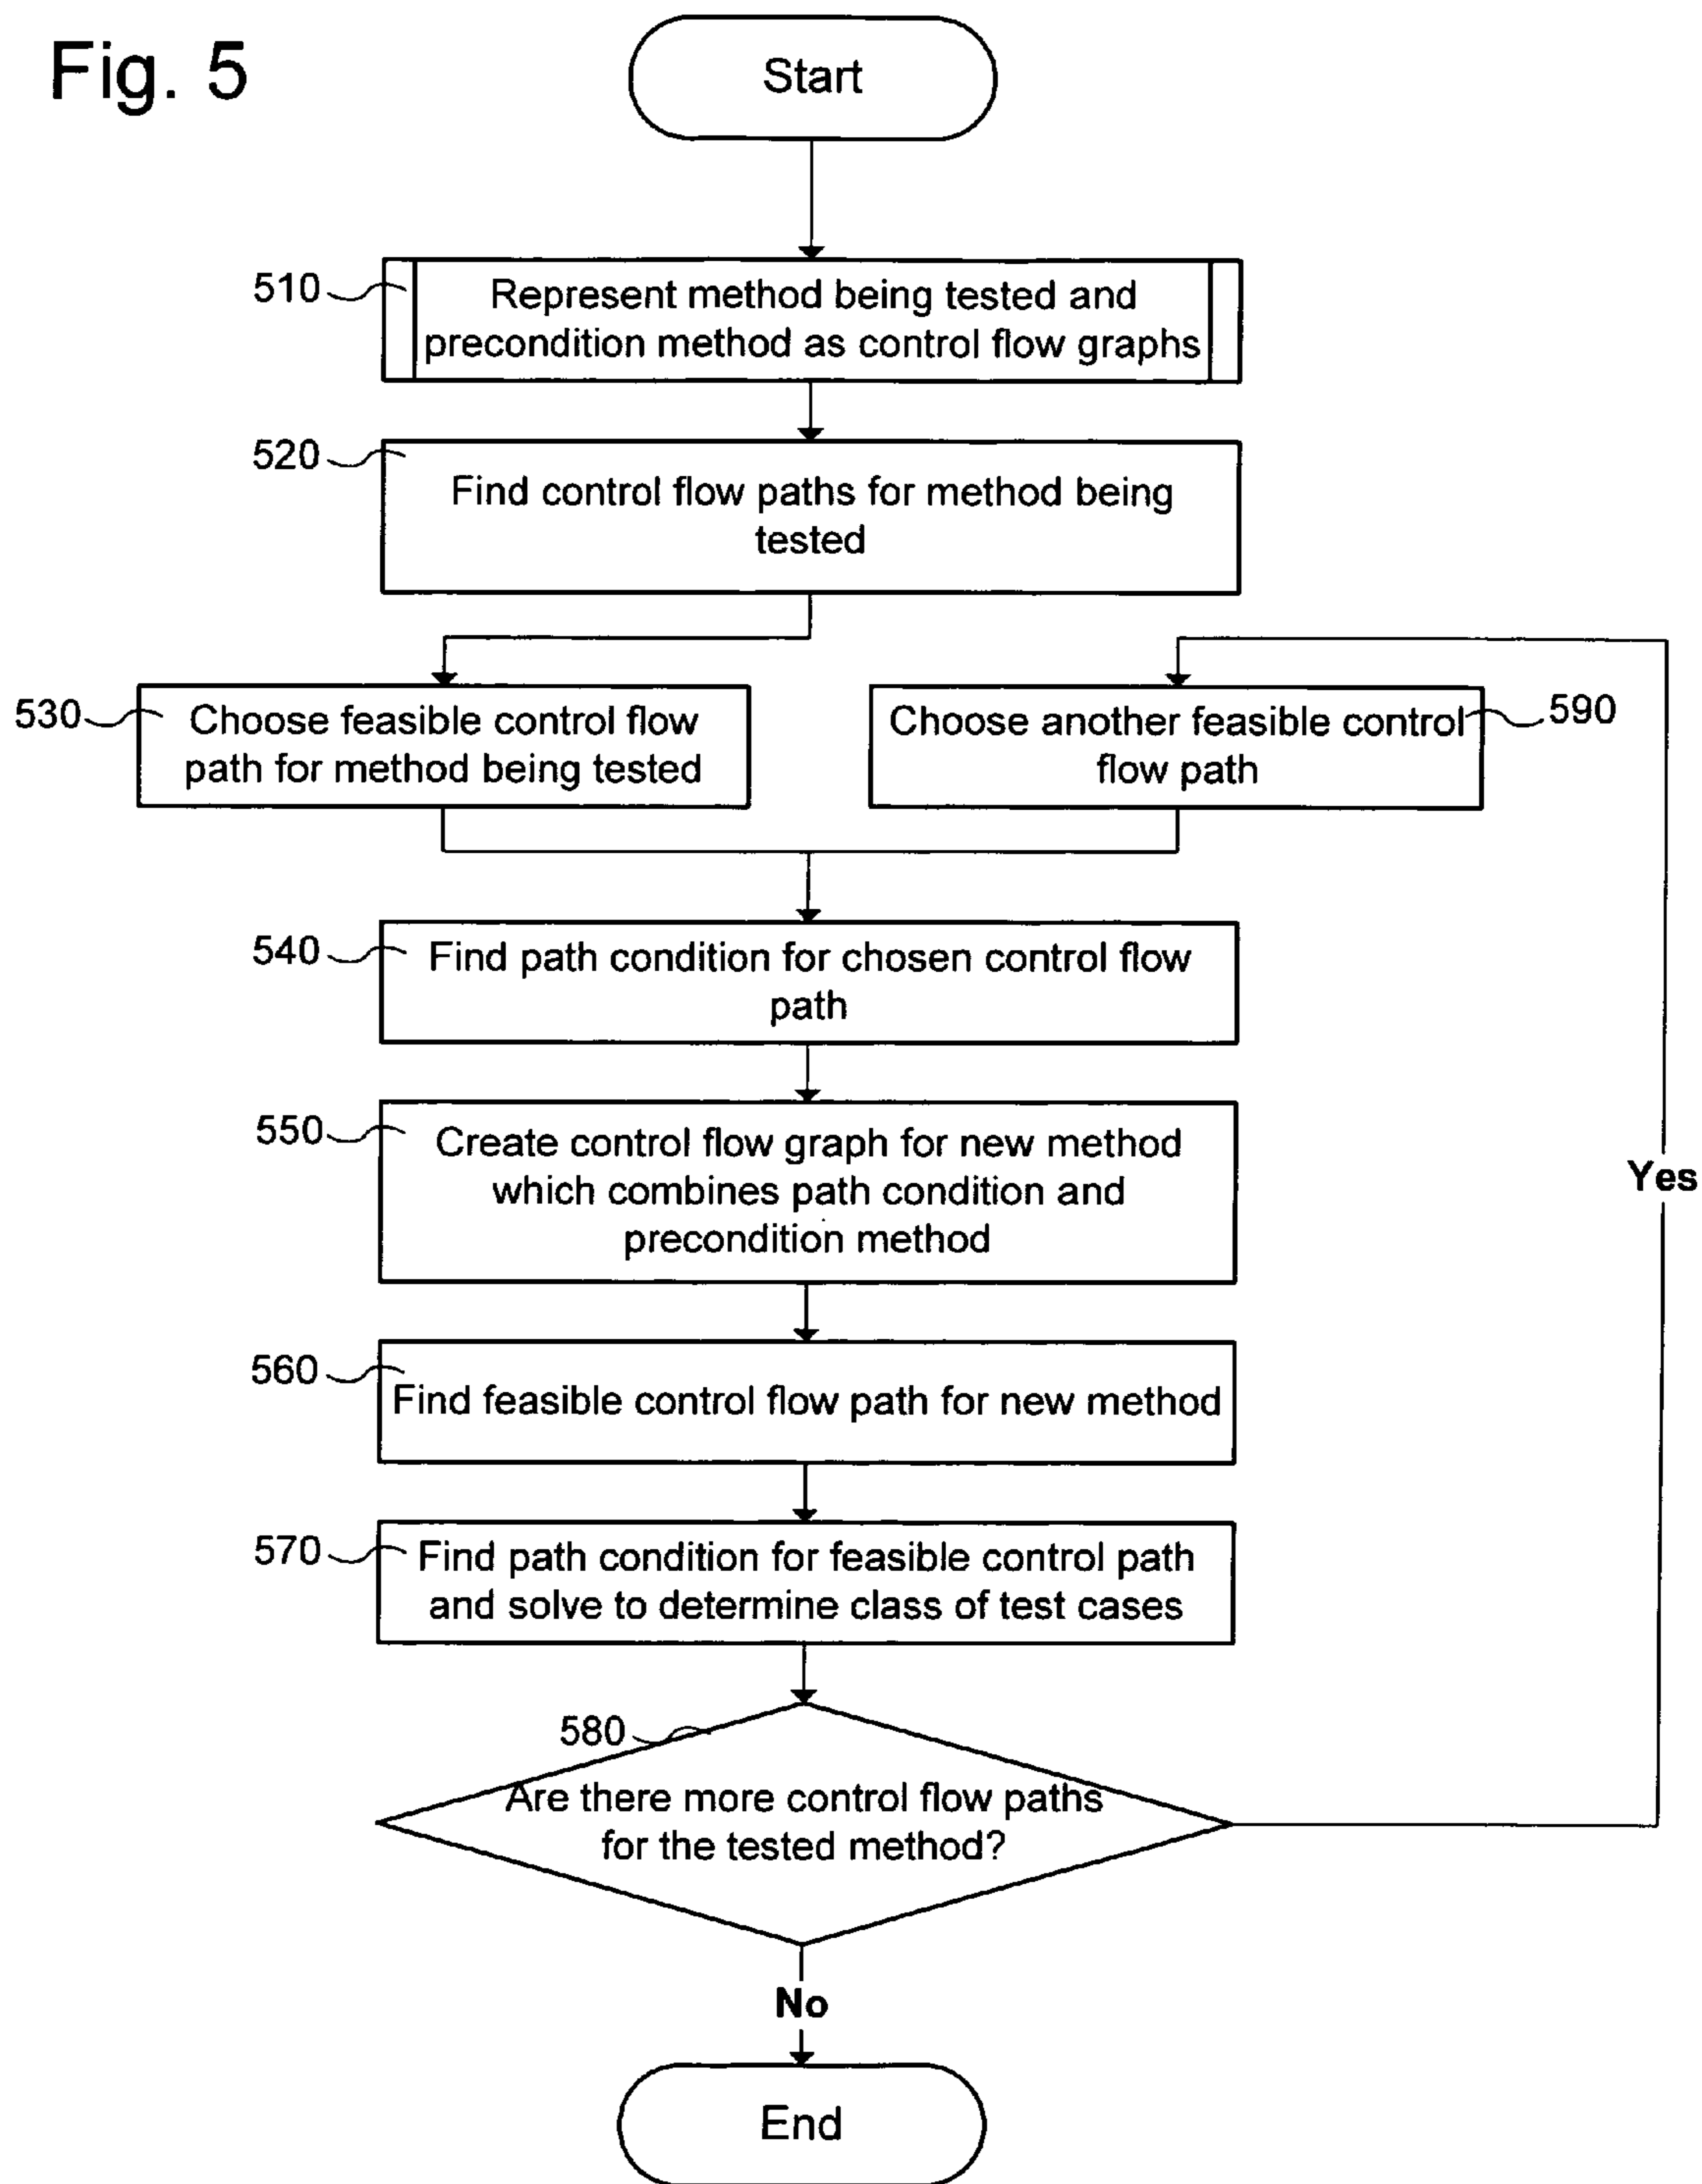 Fig. 5
Start
510
Represent method being tested and
precondition method as control flow graphs
520
Find control flow paths for method being
tested
530
Choose feasible control flow
path for method being tested
Choose another feasible control
flow path
590
540
Find path condition for chosen control flow
path
550
Create control flow graph for new method
which combines path condition and
precondition method
Yes
560
Find feasible control flow path for new method
570
Find path condition for feasible control path
and solve to determine class of test cases
580
Are there more control flow paths
for the tested method?
No
End